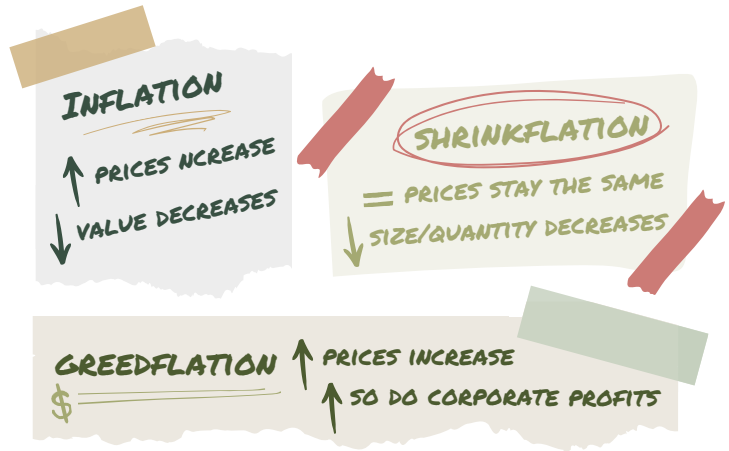 INFLATION
↑ PRICES NCREASE
↓ VALUE DECREASES
SHRINKFLATION
= PRICES STAY THE SAME
↓ SIZE/QUANTITY DECREASES
GREEDFLATION
$
↑ PRICES INCREASE
↑ SO DO CORPORATE PROFITS